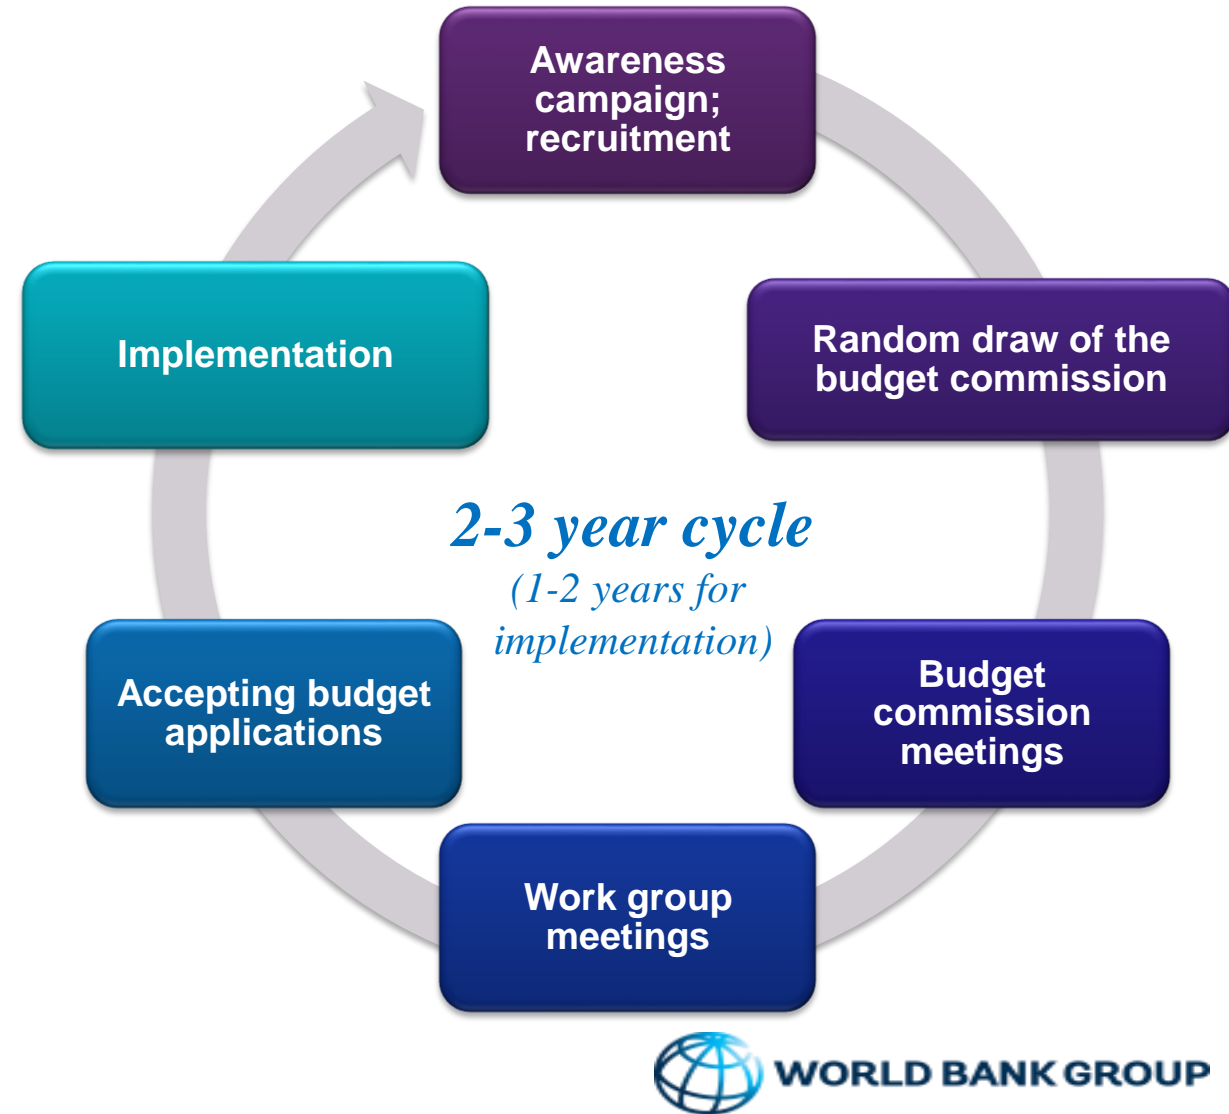 Awareness
campaign;
recruitment
Random draw of the
budget commission
Budget
commission
meetings
Work group
meetings
Accepting budget
applications
Implementation
2-3 year cycle
(1-2 years for
implementation)
WORLD BANK GROUP